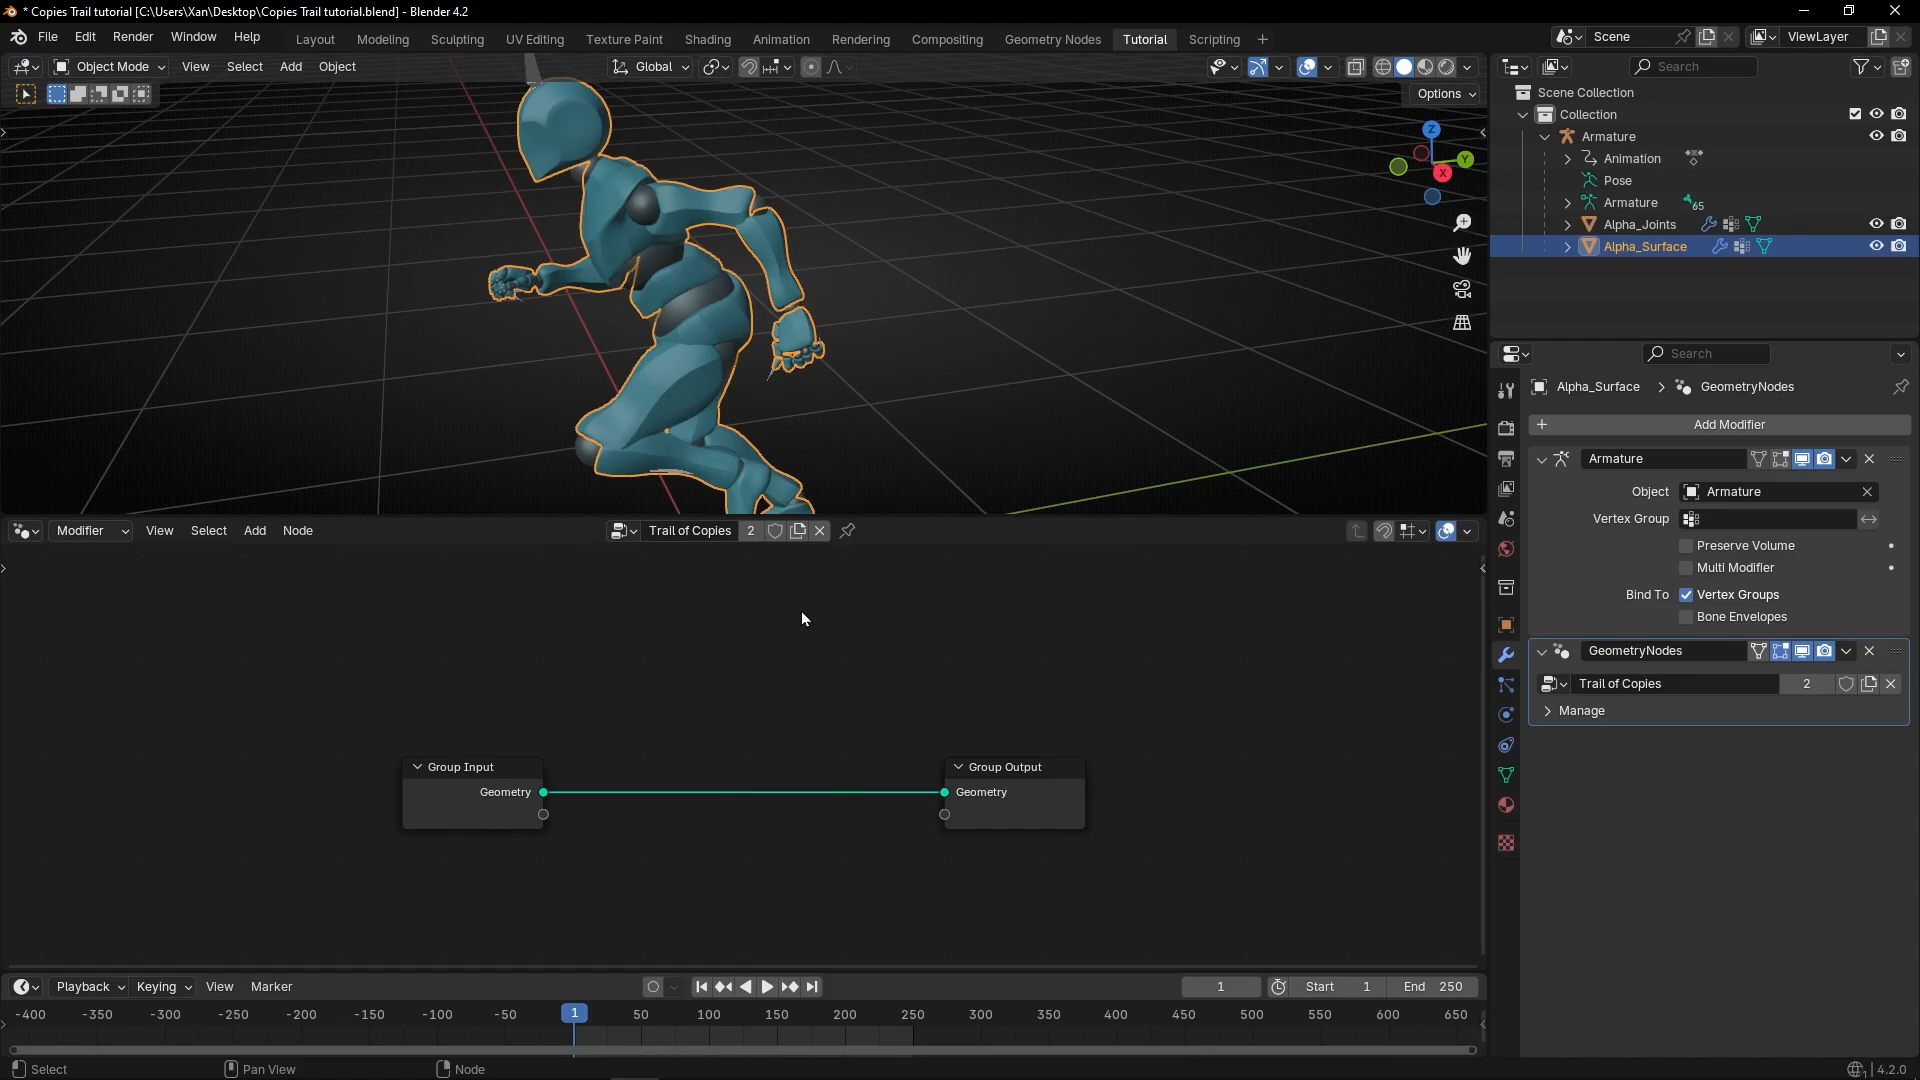 * Copies Trail tutorial [C:\Users\Xan\Desktop\Copies Trail tutorial.blend] - Blender 4.2
File Edit Render Window Help Layout Modeling Sculpting UV Editing Texture Paint Shading Animation Rendering Compositing Geometry Nodes Tutorial Scripting + Scene ViewLayer
Object Mode View Select Add Object Global Search
Options
Scene Collection
Collection
Armature
Animation
Pose
Armature 65
Alpha_Joints
Alpha_Surface
Z
Y
X
Search
Alpha_Surface > GeometryNodes
+ Add Modifier
Armature
Object Armature
Vertex Group
Preserve Volume
Multi Modifier
Bind To Vertex Groups
Bone Envelopes
GeometryNodes
Trail of Copies 2
Manage
Modifier View Select Add Node Trail of Copies 2
Group Input
Geometry
Group Output
Geometry
Playback Keying View Marker 1 Start 1 End 250
-400 -350 -300 -250 -200 -150 -100 -50 1 50 100 150 200 250 300 350 400 450 500 550 600 650
Select Pan View Node 4.2.0